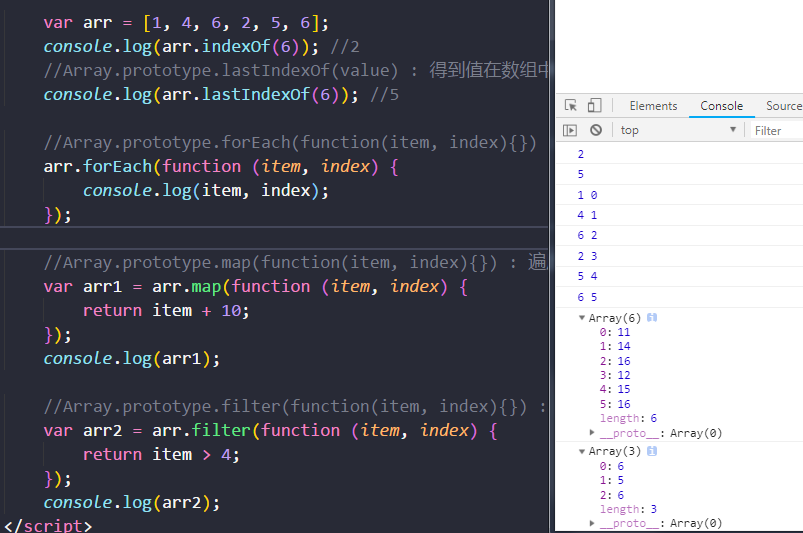 var arr = [1, 4, 6, 2, 5, 6];
console.log(arr.indexOf(6)); //2
//Array.prototype.lastIndexOf(value) : 得到值在数组中
console.log(arr.lastIndexOf(6)); //5
//Array.prototype.forEach(function(item, index){})
arr.forEach(function (item, index) {
console.log(item, index);
});
//Array.prototype.map(function(item, index){}) : 遍
var arr1 = arr.map(function (item, index) {
return item + 10;
});
console.log(arr1);
//Array.prototype.filter(function(item, index){}) :
var arr2 = arr.filter(function (item, index) {
return item > 4;
});
console.log(arr2);
</script>
Elements Console Source
top Filter
2
5
1 0
4 1
6 2
2 3
5 4
6 5
Array(6) i
0: 11
1: 14
2: 16
3: 12
4: 15
5: 16
length: 6
__proto__: Array(0)
Array(3) i
0: 6
1: 5
2: 6
length: 3
__proto__: Array(0)